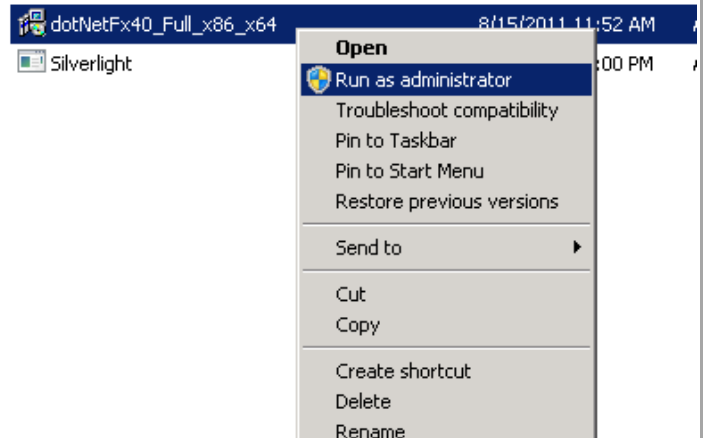 dotNetFx40_Full_x86_x64 8/15/2011 11:52 AM
Open
Silverlight :00 PM
Run as administrator
Troubleshoot compatibility
Pin to Taskbar
Pin to Start Menu
Restore previous versions
Send to
Cut
Copy
Create shortcut
Delete
Rename